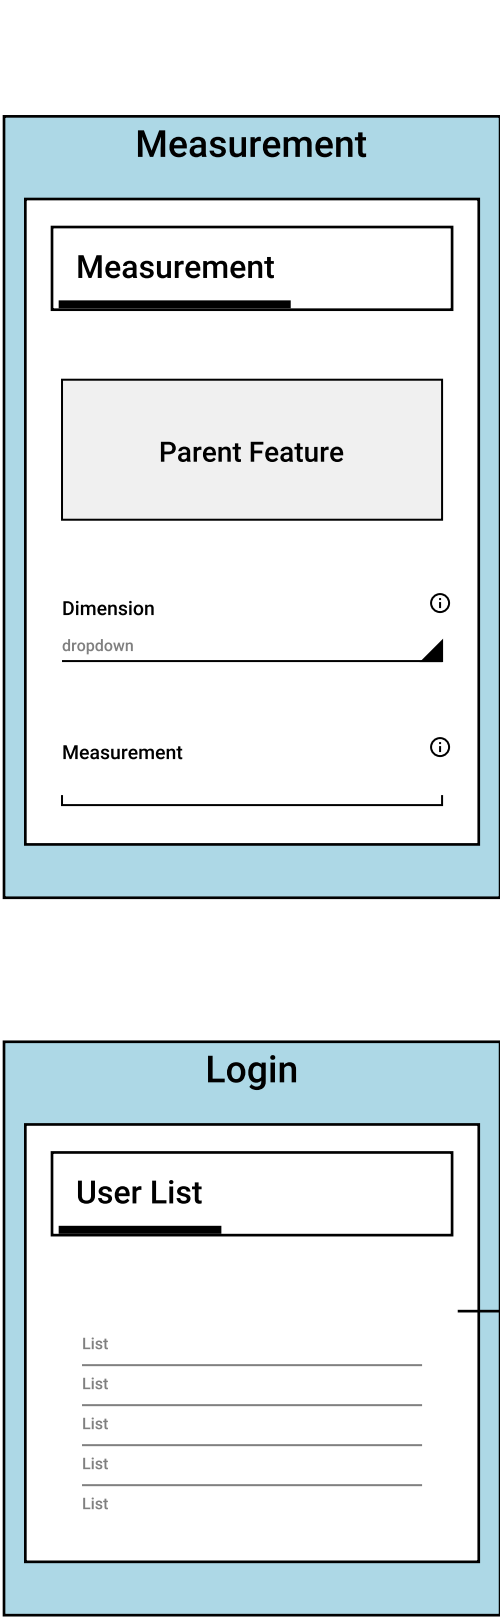 Measurement
Measurement
Parent Feature
Dimension
dropdown
Measurement
Login
User List
List
List
List
List
List